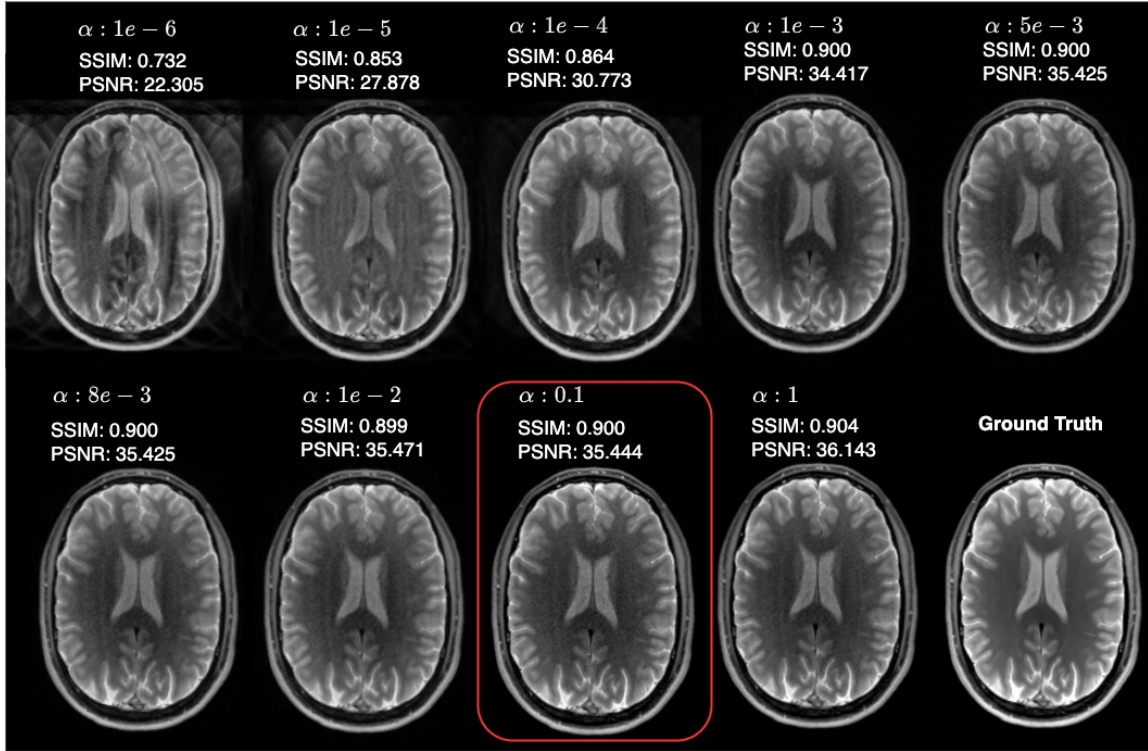 α : 1e − 6
SSIM: 0.732
PSNR: 22.305
α : 1e − 5
SSIM: 0.853
PSNR: 27.878
α : 1e − 4
SSIM: 0.864
PSNR: 30.773
α : 1e − 3
SSIM: 0.900
PSNR: 34.417
α : 5e − 3
SSIM: 0.900
PSNR: 35.425
α : 8e − 3
SSIM: 0.900
PSNR: 35.425
α : 1e − 2
SSIM: 0.899
PSNR: 35.471
α : 0.1
SSIM: 0.900
PSNR: 35.444
α : 1
SSIM: 0.904
PSNR: 36.143
Ground Truth